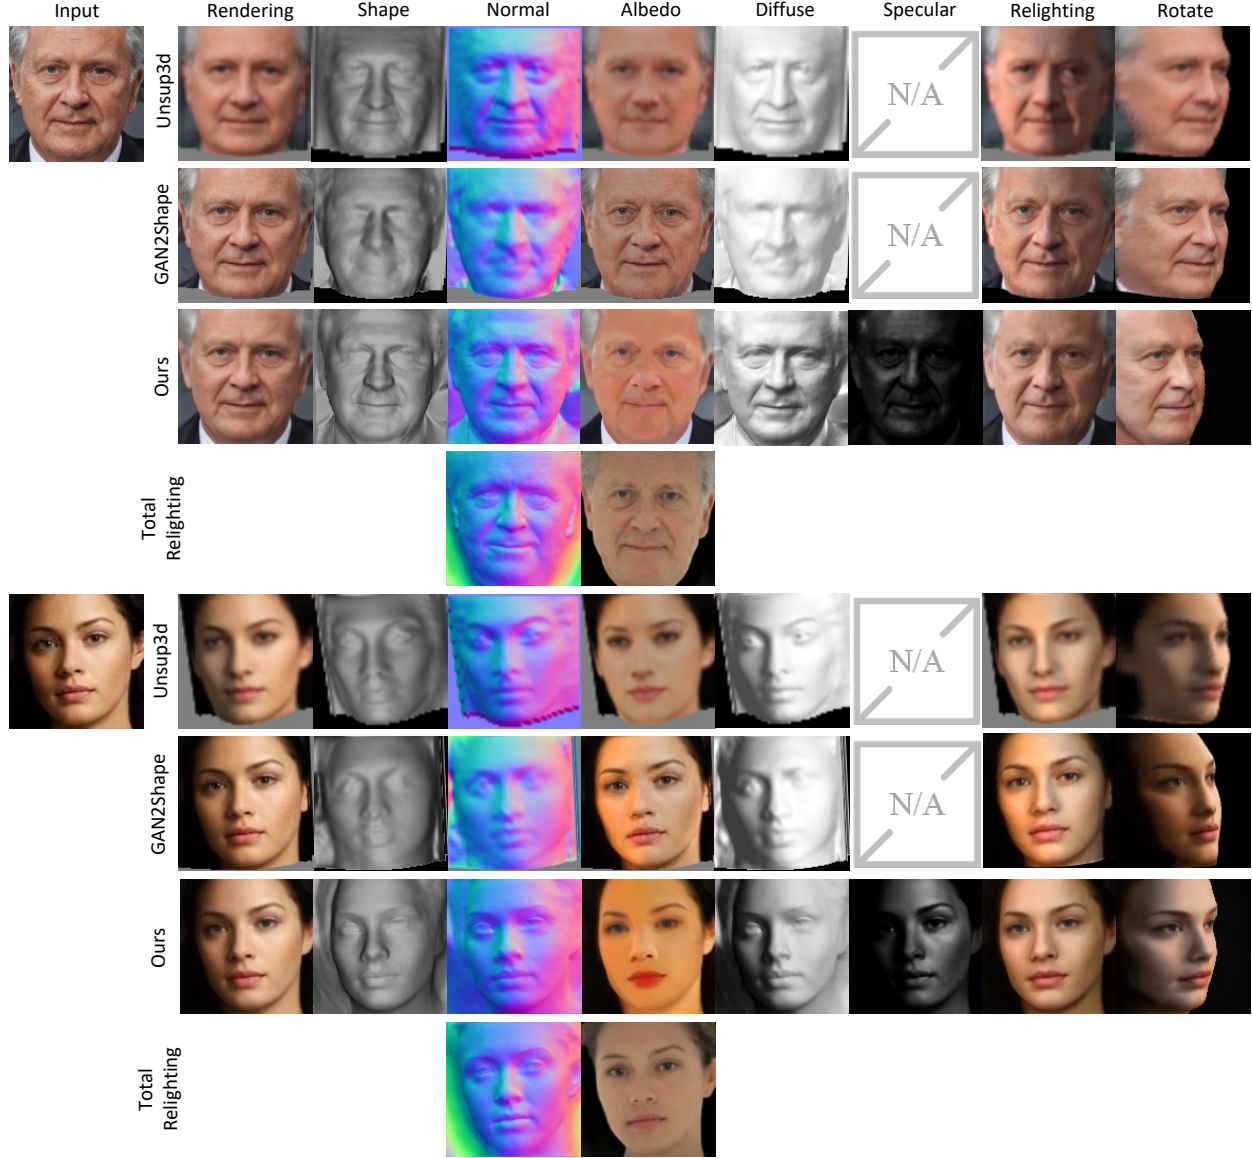 Input Rendering Shape Normal Albedo Diffuse Specular Relighting Rotate
Unsup3d
N/A
GAN2Shape
N/A
Ours
Total
Relighting
Unsup3d
N/A
GAN2Shape
N/A
Ours
Total
Relighting